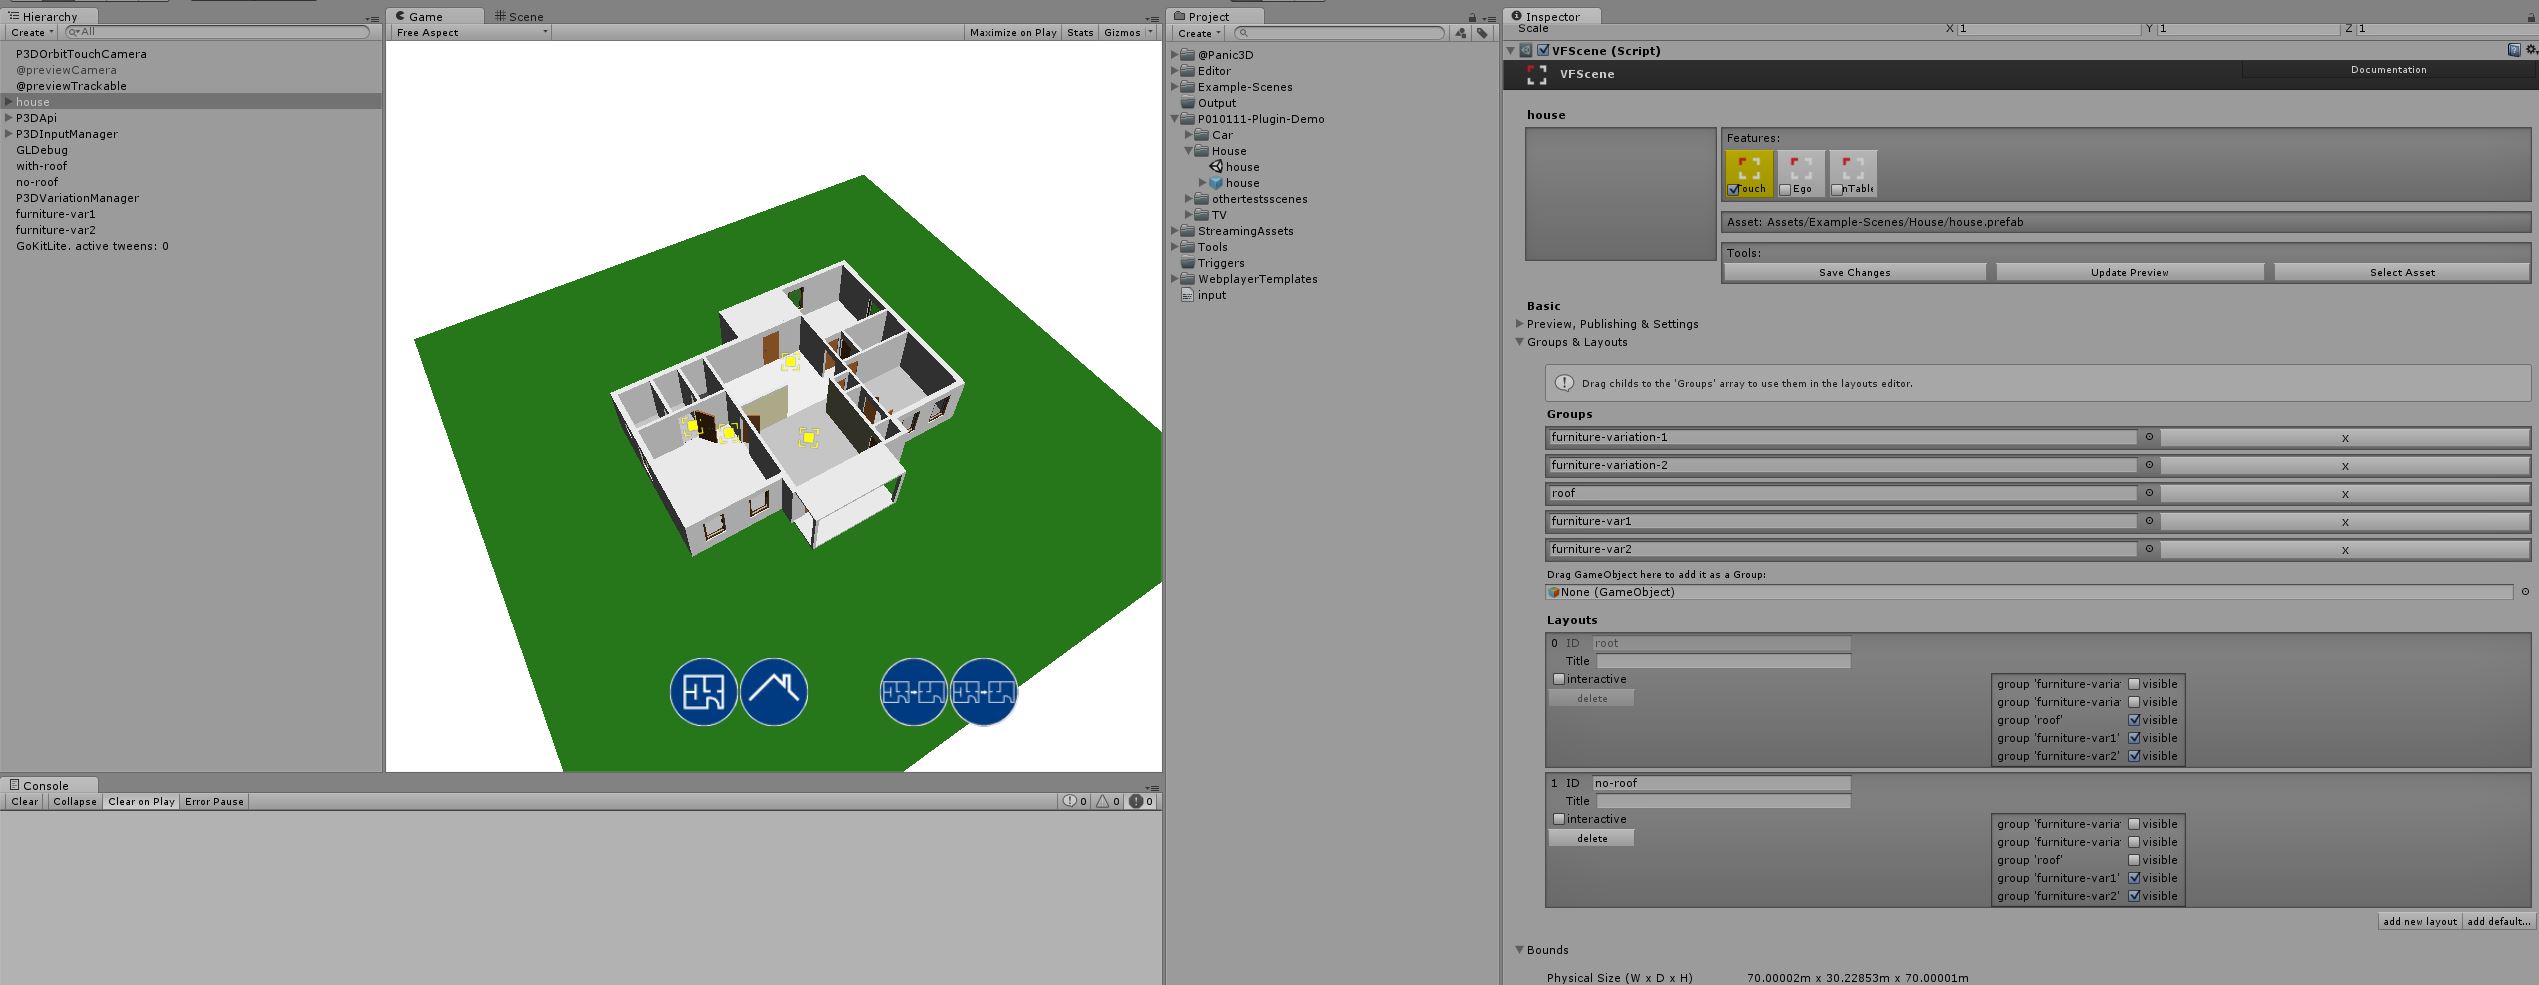 Hierarchy
Create
All
P3DOrbitTouchCamera
@previewCamera
@previewTrackable
house
P3DApi
P3DInputManager
GLDebug
with-roof
no-roof
P3DVariationManager
furniture-var1
furniture-var2
GoKitLite. active tweens: 0
Game
Scene
Free Aspect
Maximize on Play
Stats
Gizmos
Console
Clear
Collapse
Clear on Play
Error Pause
0
0
0
Project
Create
@Panic3D
Editor
Example-Scenes
Output
P010111-Plugin-Demo
Car
House
house
house
othertestsscenes
TV
StreamingAssets
Tools
Triggers
WebplayerTemplates
input
Inspector
Scale X 1 Y 1 Z 1
VFScene (Script)
VFScene
Documentation
house
Features:
Touch
Ego
nTable
Asset: Assets/Example-Scenes/House/house.prefab
Tools:
Save Changes Update Preview Select Asset
Basic
Preview, Publishing & Settings
Groups & Layouts
Drag childs to the 'Groups' array to use them in the layouts editor.
Groups
furniture-variation-1 x
furniture-variation-2 x
roof x
furniture-var1 x
furniture-var2 x
Drag GameObject here to add it as a Group:
None (GameObject)
Layouts
0 ID root
Title
interactive
delete
group 'furniture-varia visible
group 'furniture-varia visible
group 'roof' visible
group 'furniture-var1' visible
group 'furniture-var2' visible
1 ID no-roof
Title
interactive
delete
group 'furniture-varia visible
group 'furniture-varia visible
group 'roof' visible
group 'furniture-var1' visible
group 'furniture-var2' visible
add new layout add default...
Bounds
Physical Size (W x D x H) 70.00002m x 30.22853m x 70.00001m